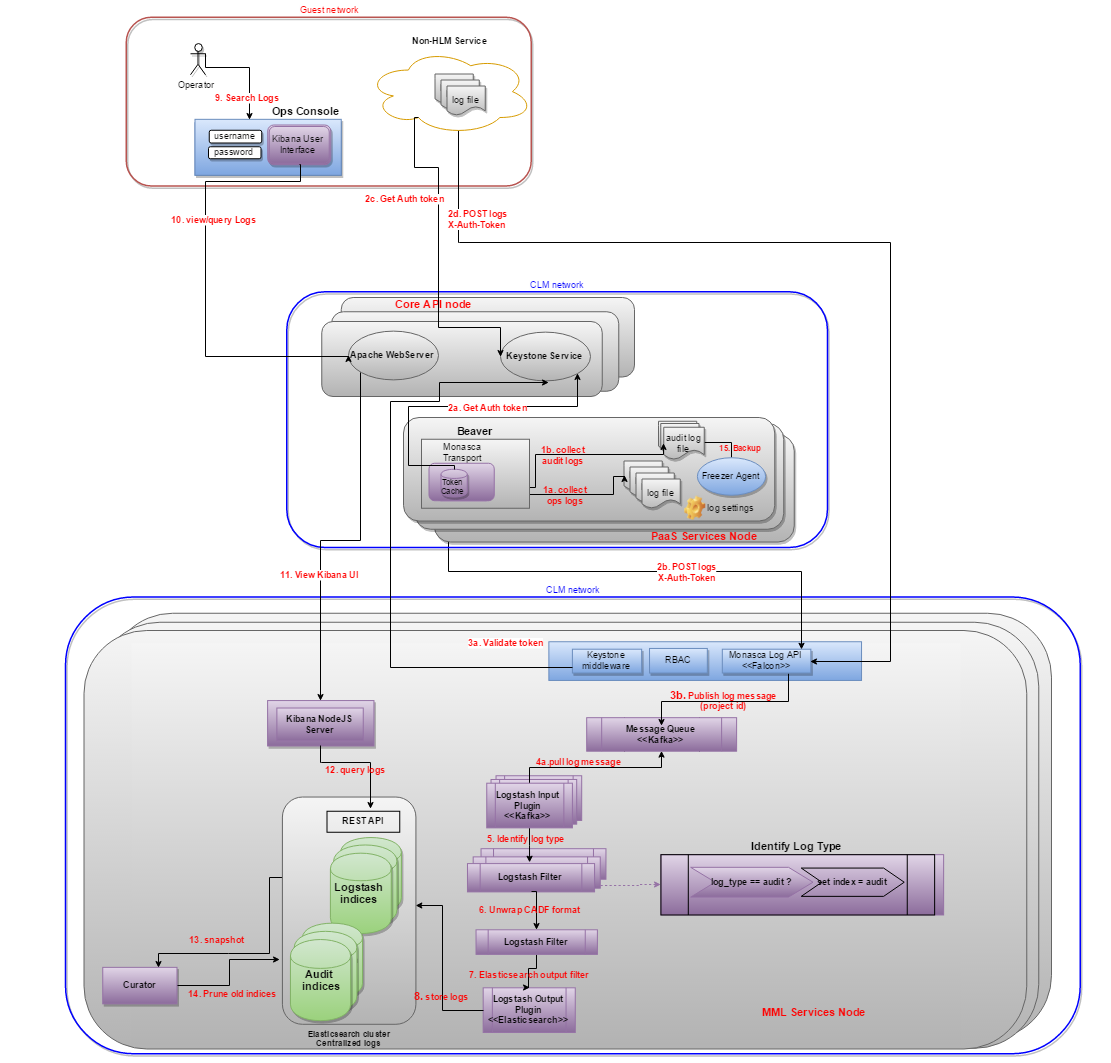 Guest network
Non-HLM Service
log file
Operator
9. Search Logs
Ops Console
username
password
Kibana User
Interface
2c. Get Auth token
10. view/query Logs
2d. POST logs
X-Auth-Token
CLM network
Core API node
Apache WebServer
Keystone Service
2a. Get Auth token
Beaver
Monasca
Transport
Token
Cache
1b. collect
audit logs
audit log
file
15. Backup
Freezer Agent
1a. collect
ops logs
log file
log settings
PaaS Services Node
2b. POST logs
X-Auth-Token
11. View Kibana UI
CLM network
3a. Validate token
Keystone
middleware
RBAC
Monasca Log API
<<Falcon>>
3b. Publish log message
(project id)
Kibana NodeJS
Server
Message Queue
<<Kafka>>
12. query logs
4a.pull log message
Logstash Input
Plugin
<<Kafka>>
REST API
5. Identify log type
Identify Log Type
Logstash Filter
log_type == audit ?
set index = audit
Logstash
indices
6. Unwrap CADF format
13. snapshot
Logstash Filter
Audit
indices
7. Elasticsearch output filter
Curator
14. Prune old indices
8. store logs
Logstash Output
Plugin
<<Elasticsearch>>
MML Services Node
Elasticsearch cluster
Centralized logs